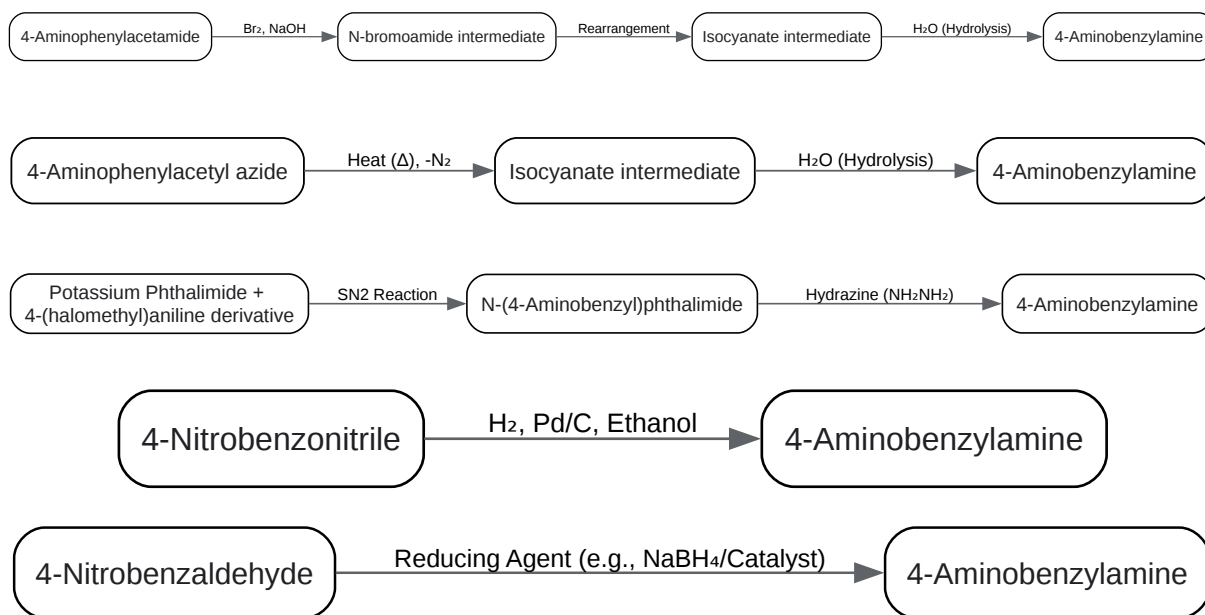 4-Aminophenylacetamide
Br₂, NaOH
N-bromoamide intermediate
Rearrangement
Isocyanate intermediate
H₂O (Hydrolysis)
4-Aminobenzylamine
4-Aminophenylacetyl azide
Heat (Δ), -N₂
Isocyanate intermediate
H₂O (Hydrolysis)
4-Aminobenzylamine
Potassium Phthalimide +
4-(halomethyl)aniline derivative
SN2 Reaction
N-(4-Aminobenzyl)phthalimide
Hydrazine (NH₂NH₂)
4-Aminobenzylamine
4-Nitrobenzonitrile
H₂, Pd/C, Ethanol
4-Aminobenzylamine
4-Nitrobenzaldehyde
Reducing Agent (e.g., NaBH₄/Catalyst)
4-Aminobenzylamine